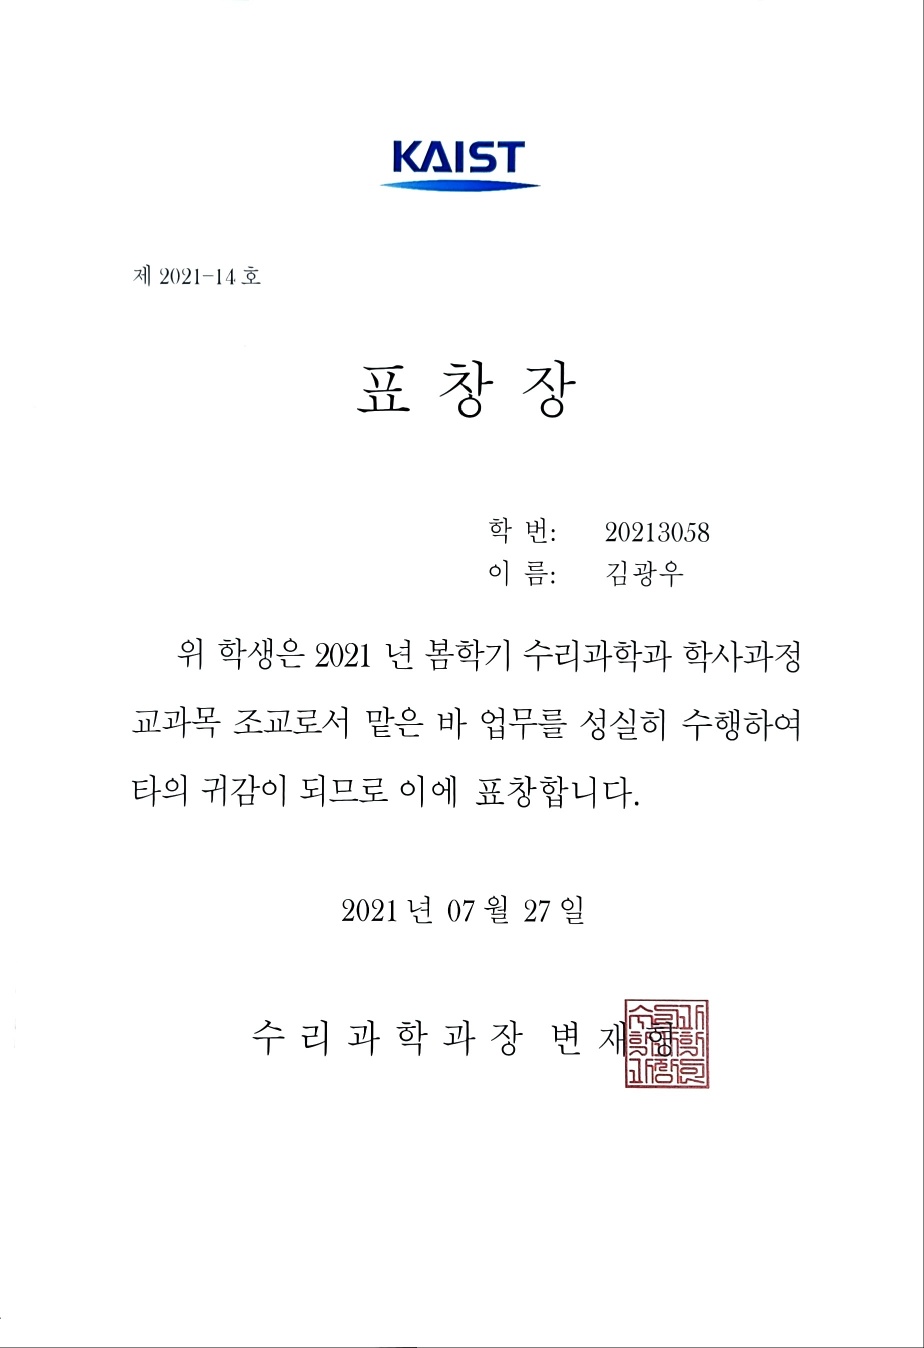 KAIST
제 2021-14 호
표 창 장
학 번: 20213058
이 름: 김광우
위 학생은 2021 년 봄학기 수리과학과 학사과정
교과목 조교로서 맡은 바 업무를 성실히 수행하여
타의 귀감이 되므로 이에 표창합니다.
2021 년 07 월 27 일
수 리 과 학 과 장 변 재 형